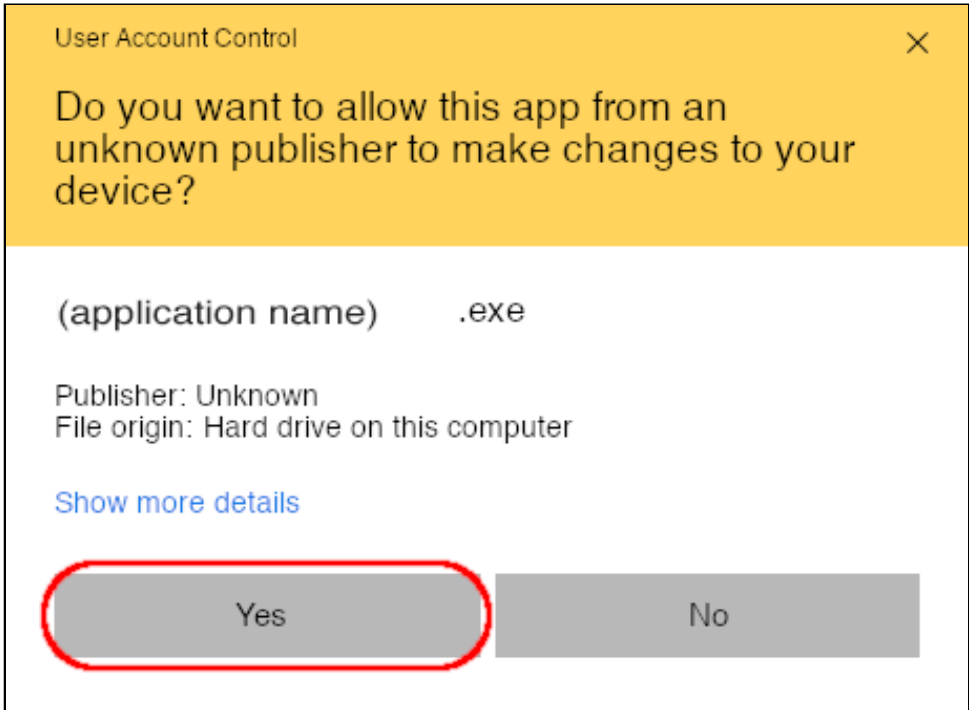 User Account Control
Do you want to allow this app from an
unknown publisher to make changes to your
device?
(application name) .exe
Publisher: Unknown
File origin: Hard drive on this computer
Show more details
Yes No